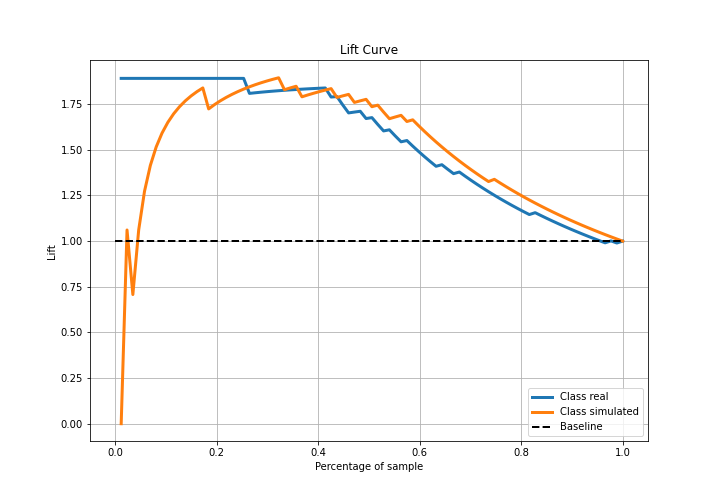 Lift Curve
Lift
1.75
1.50
1.25
1.00
0.75
0.50
0.25
0.00
0.0 0.2 0.4 0.6 0.8 1.0
Percentage of sample
Class real
Class simulated
Baseline